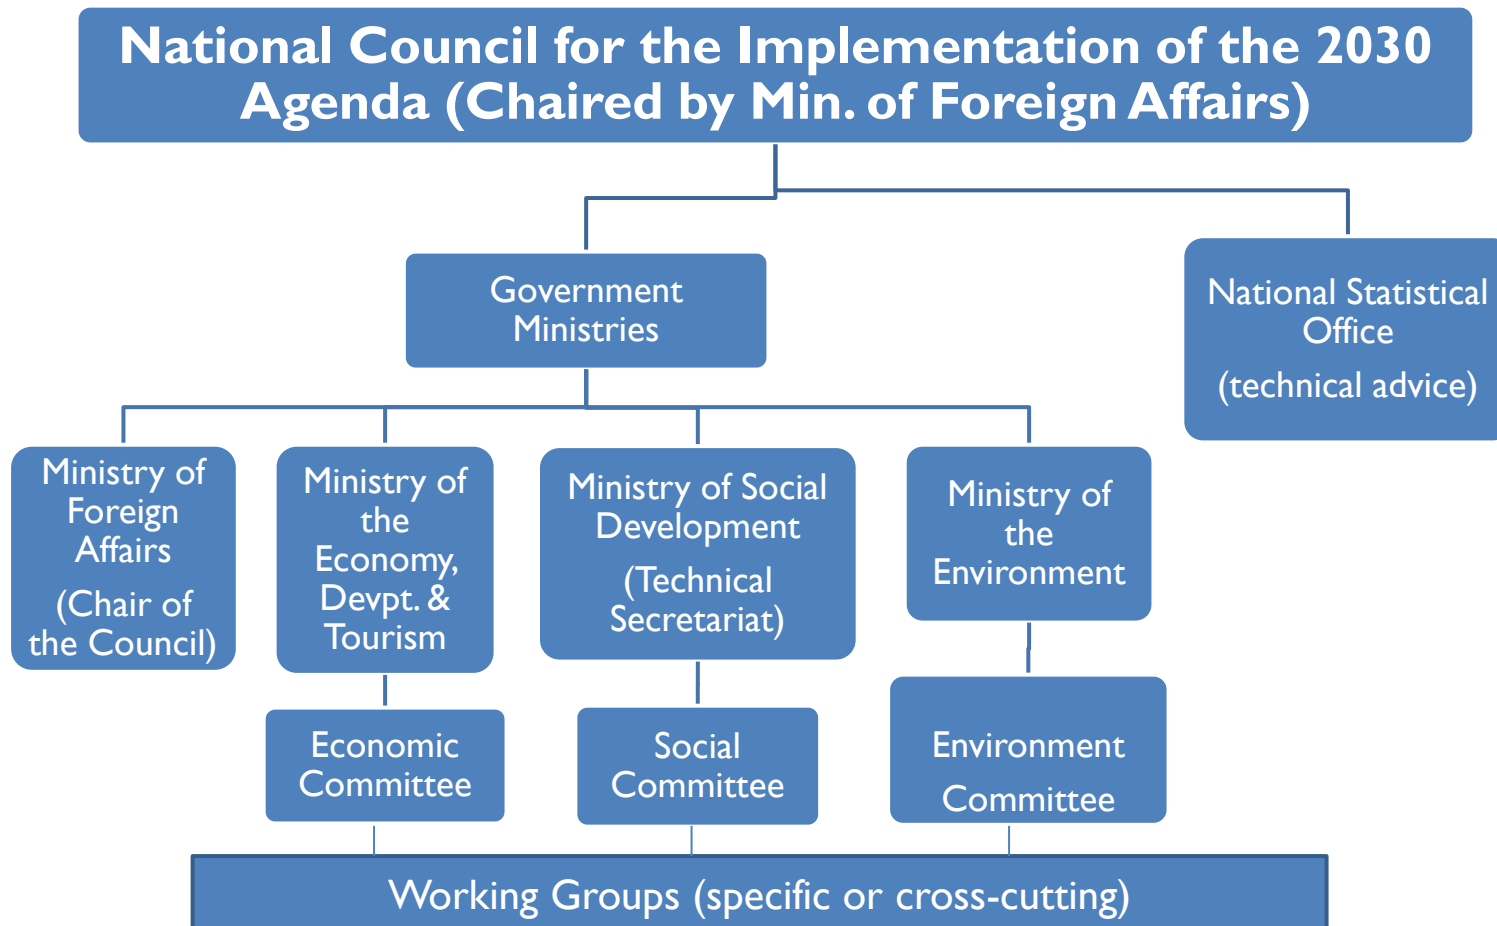 National Council for the Implementation of the 2030
Agenda (Chaired by Min. of Foreign Affairs)
Government
Ministries
National Statistical
Office
(technical advice)
Ministry of
Foreign
Affairs
(Chair of
the Council)
Ministry of
the
Economy,
Devpt. &
Tourism
Ministry of Social
Development
(Technical
Secretariat)
Ministry of
the
Environment
Economic
Committee
Social
Committee
Environment
Committee
Working Groups (specific or cross-cutting)